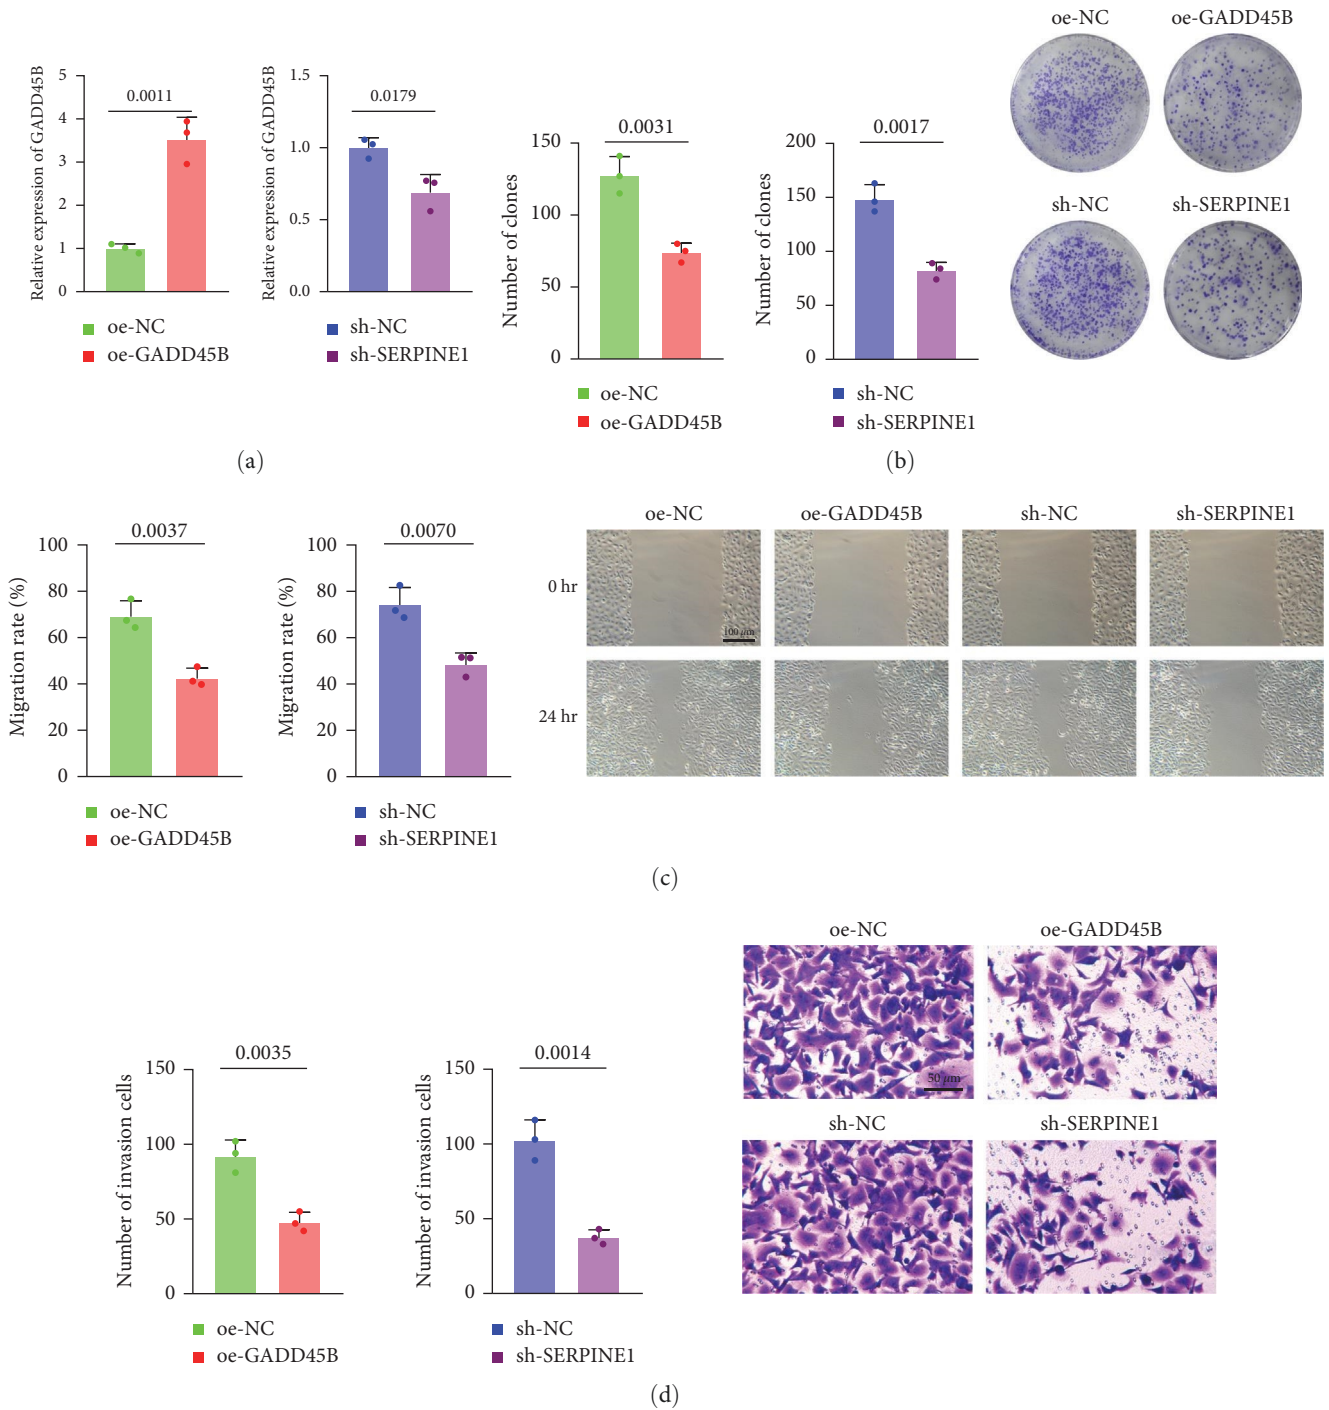 Relative expression of GADD45B
5
4
3
2
1
0
0.0011
oe-NC
oe-GADD45B
Relative expression of GADD45B
1.5
1.0
0.5
0.0
0.0179
sh-NC
sh-SERPINE1
(a)
Number of clones
150
100
50
0
0.0031
oe-NC
oe-GADD45B
Number of clones
200
150
100
50
0
0.0017
sh-NC
sh-SERPINE1
oe-NC
oe-GADD45B
sh-NC
sh-SERPINE1
(b)
Migration rate (%)
100
80
60
40
20
0
0.0037
oe-NC
oe-GADD45B
Migration rate (%)
100
80
60
40
20
0
0.0070
sh-NC
sh-SERPINE1
oe-NC
oe-GADD45B
sh-NC
sh-SERPINE1
0 hr
100 μm
24 hr
(c)
Number of invasion cells
150
100
50
0
0.0035
oe-NC
oe-GADD45B
Number of invasion cells
150
100
50
0
0.0014
sh-NC
sh-SERPINE1
oe-NC
oe-GADD45B
50 μm
sh-NC
sh-SERPINE1
(d)